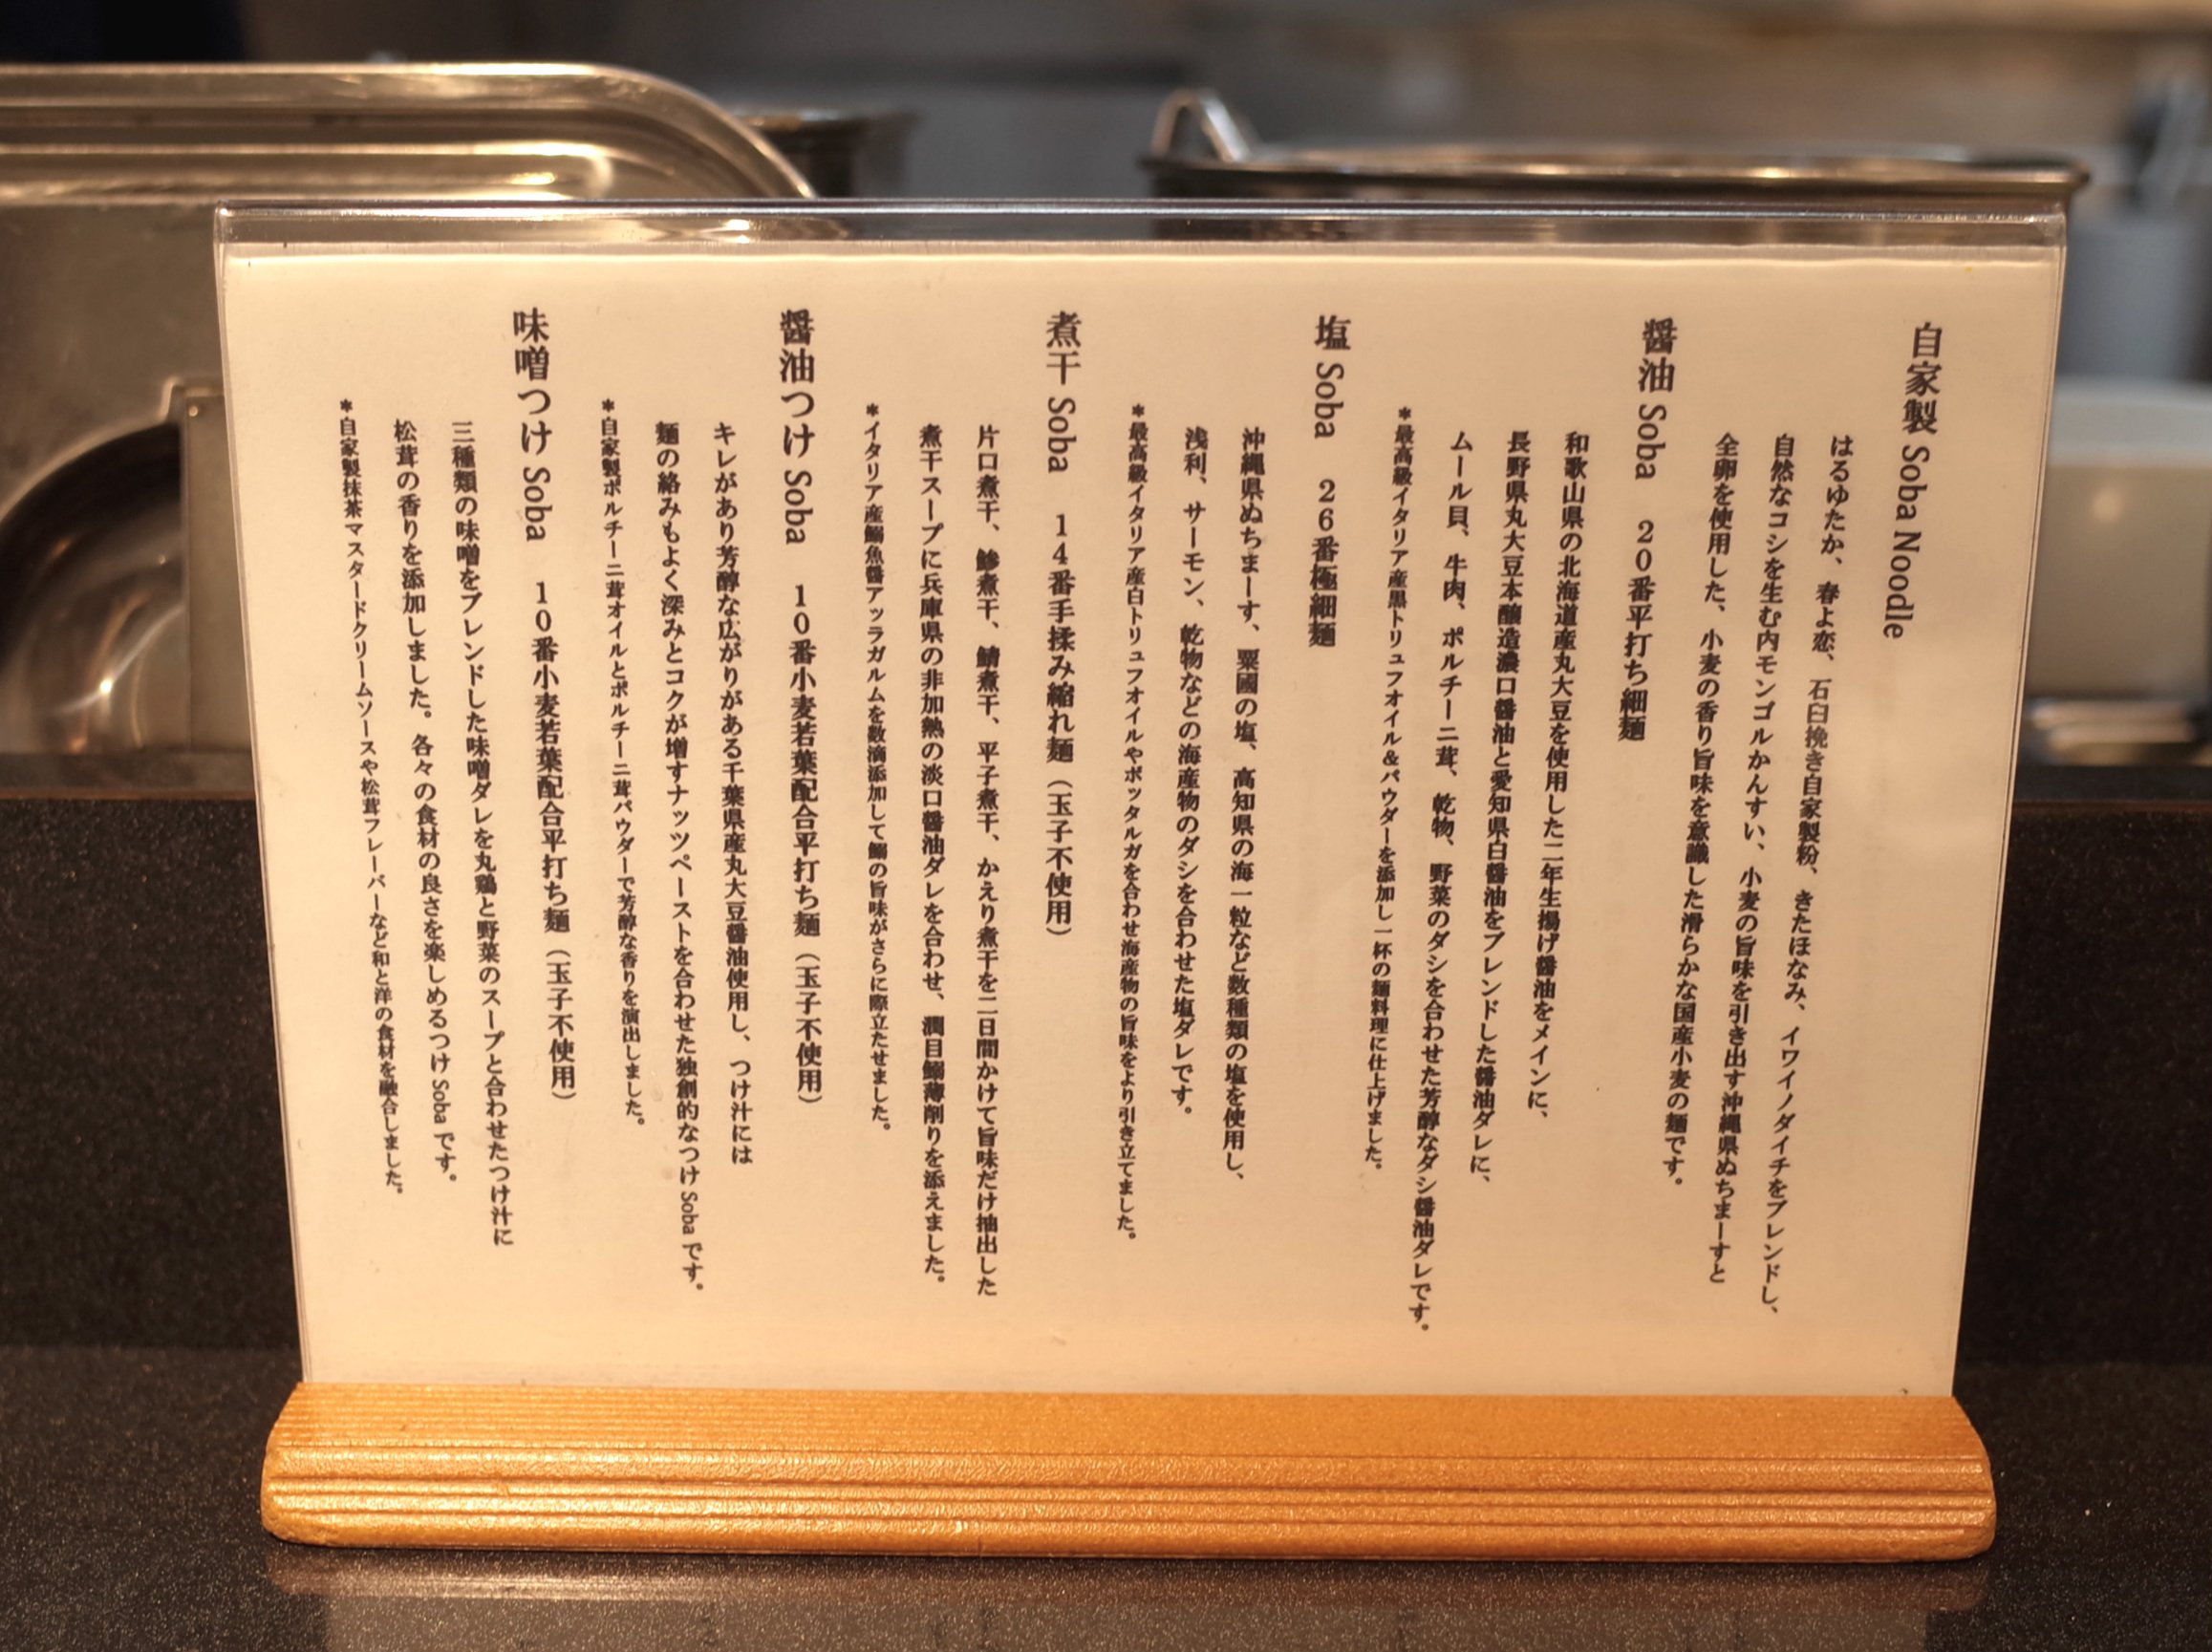 自家製 Soba Noodle
はるゆたか、春よ恋、石臼挽き自家製粉、きたほなみ、イワイノダイチをブレンドし、
自然なコシを生む内モンゴルかんすい、小麦の旨味を引き出す沖縄県ぬちまーすと
全卵を使用した、小麦の香り旨味を意識した滑らかな国産小麦の麺です。
醤油 Soba 20番平打ち細麺
和歌山県の北海道産丸大豆を使用した二年生揚げ醤油をメインに、
長野県丸大豆本醸造濃口醤油と愛知県白醤油をブレンドした醤油ダレに、
ムール貝、牛肉、ポルチーニ茸、乾物、野菜のダシを合わせた芳醇なダシ醤油ダレです。
*最高級イタリア産黒トリュフオイル&パウダーを添加し一杯の麺料理に仕上げました。
塩 Soba 26番極細麺
沖縄県ぬちまーす、粟國の塩、高知県の海一粒など数種類の塩を使用し、
浅利、サーモン、乾物などの海産物のダシを合わせた塩ダレです。
*最高級イタリア産白トリュフオイルやボッタルガを合わせ海産物の旨味をより引き立てました。
煮干 Soba 14番手揉み縮れ麺(玉子不使用)
片口煮干、鯵煮干、鯖煮干、平子煮干、かえり煮干を二日間かけて旨味だけ抽出した
煮干スープに兵庫県の非加熱の淡口醤油ダレを合わせ、潤目鰯薄削りを添えました。
*イタリア産鰯魚醤アッラガルムを数滴添加して鰯の旨味がさらに際立たせました。
醤油つけ Soba 10番小麦若葉配合平打ち麺(玉子不使用)
キレがあり芳醇な広がりがある千葉県産丸大豆醤油使用し、つけ汁には
麺の絡みもよく深みとコクが増すナッツペーストを合わせた独創的なつけ Soba です。
*自家製ポルチーニ茸オイルとポルチーニ茸パウダーで芳醇な香りを演出しました。
味噌つけ Soba 10番小麦若葉配合平打ち麺(玉子不使用)
三種類の味噌をブレンドした味噌ダレを丸鶏と野菜のスープと合わせたつけ汁に
松茸の香りを添加しました。各々の食材の良さを楽しめるつけ Soba です。
*自家製抹茶マスタードクリームソースや松茸フレーバーなど和と洋の食材を融合しました。